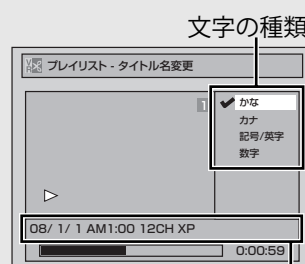 文字の種類
VR プレイリスト - タイトル名変更
1
かな
カナ
記号/英字
数字
08/ 1/ 1 AM1:00 12CH XP
0:00:59